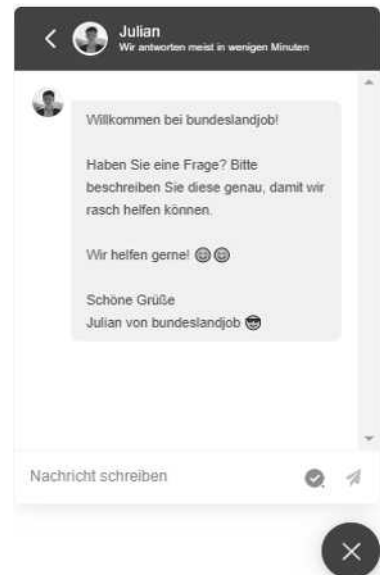 Julian
Wir antworten meist in wenigen Minuten
Willkommen bei bundeslandjob!
Haben Sie eine Frage? Bitte
beschreiben Sie diese genau, damit wir
rasch helfen können.
Wir helfen gerne! 😊😊
Schöne Grüße
Julian von bundeslandjob 😎
Nachricht schreiben